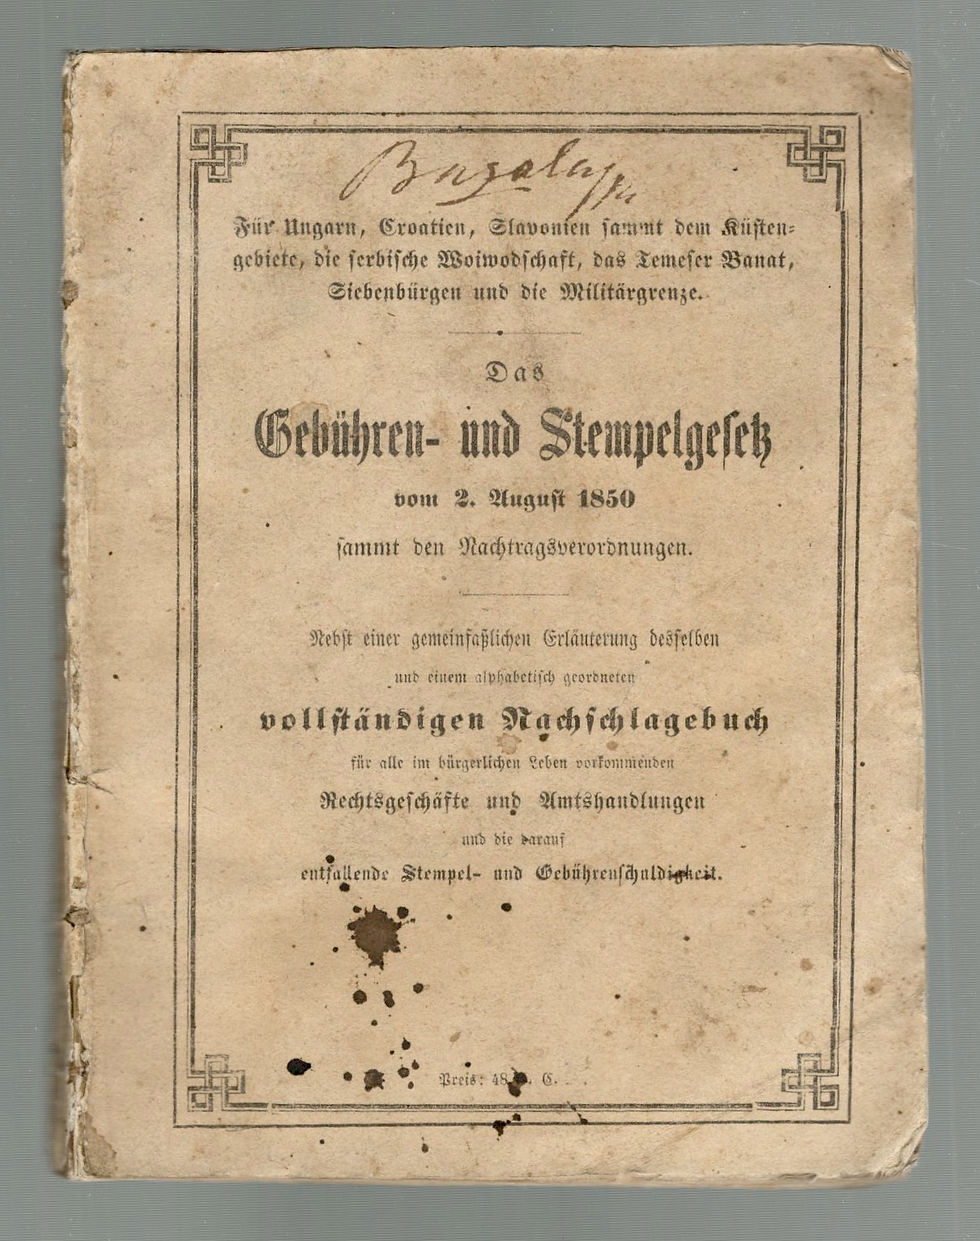 Für Ungarn, Croatien, Slavonien sammt dem Küsten-
gebiete, die serbische Woiwodschaft, das Temeser Banat,
Siebenbürgen und die Militärgrenze.
Das
Gebühren- und Stempelgesetz
vom 2. August 1850
sammt den Nachtragsverordnungen.
Nebst einer gemeinfaßlichen Erläuterung desselben
und einem alphabetisch geordneten
vollständigen Nachschlagebuch
für alle im bürgerlichen Leben vorkommenden
Rechtsgeschäfte und Amtshandlungen
und die darauf
entfallende Stempel- und Gebührenschuldigkeit.
Preis: 48